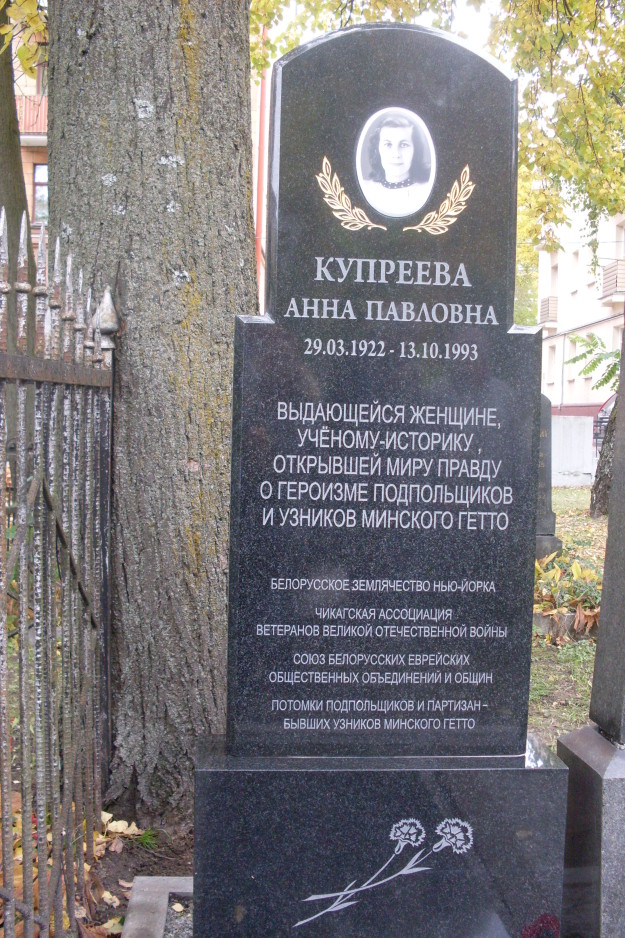 КУПРЕЕВА
АННА ПАВЛОВНА
29.03.1922 - 13.10.1993
ВЫДАЮЩЕЙСЯ ЖЕНЩИНЕ,
УЧЁНОМУ-ИСТОРИКУ ,
ОТКРЫВШЕЙ МИРУ ПРАВДУ
О ГЕРОИЗМЕ ПОДПОЛЬЩИКОВ
И УЗНИКОВ МИНСКОГО ГЕТТО
БЕЛОРУССКОЕ ЗЕМЛЯЧЕСТВО НЬЮ-ЙОРКА
ЧИКАГСКАЯ АССОЦИАЦИЯ
ВЕТЕРАНОВ ВЕЛИКОЙ ОТЕЧЕСТВЕННОЙ ВОЙНЫ
СОЮЗ БЕЛОРУССКИХ ЕВРЕЙСКИХ
ОБЩЕСТВЕННЫХ ОБЪЕДИНЕНИЙ И ОБЩИН
ПОТОМКИ ПОДПОЛЬЩИКОВ И ПАРТИЗАН –
БЫВШИХ УЗНИКОВ МИНСКОГО ГЕТТО